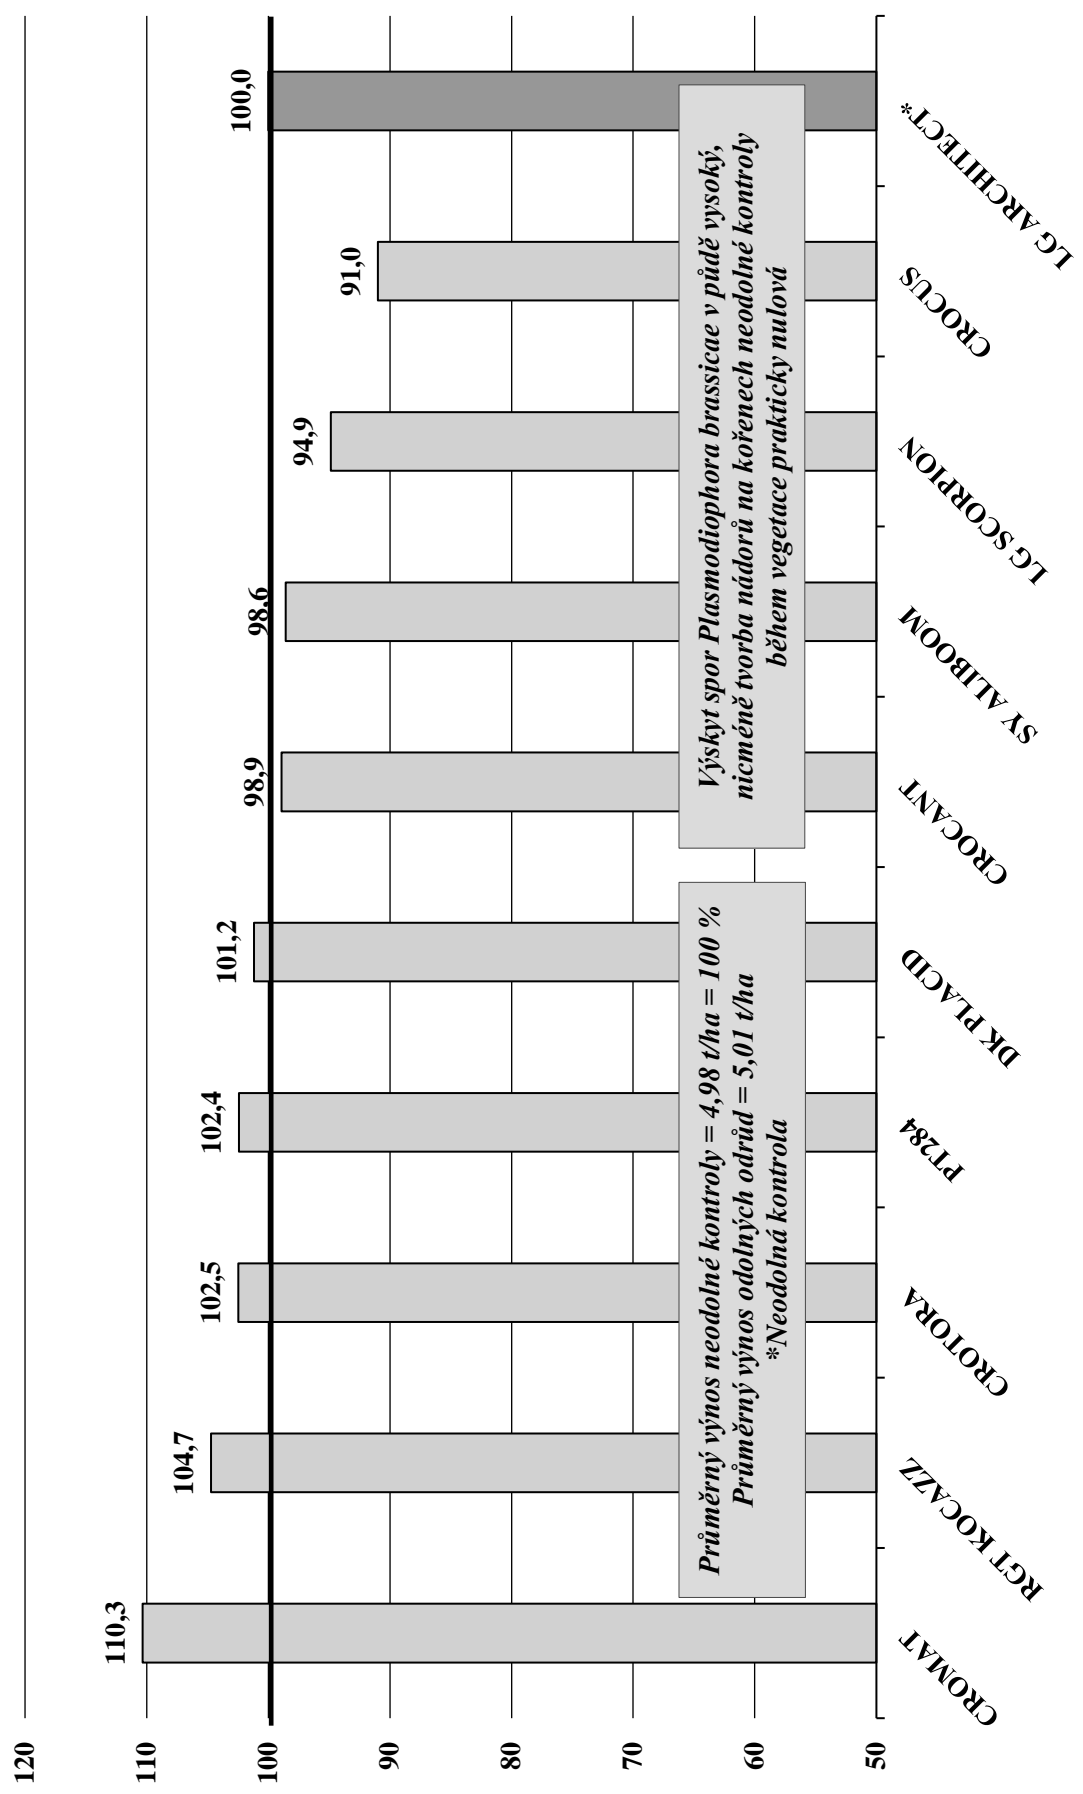 120
110
100
90
80
70
60
50
110,3
104,7
102,5
102,4
101,2
98,9
98,6
94,9
91,0
100,0
Průměrný výnos neodolné kontroly = 4,98 t/ha = 100 %
Průměrný výnos odolných odrůd = 5,01 t/ha
*Neodolná kontrola
Výskyt spor Plasmodiophora brassicae v půdě vysoký,
nicméně tvorba nádorů na kořenech neodolné kontroly
během vegetace prakticky nulová
CROMAT
RGT KOCAZZ
CROTORA
PT284
DK PLACID
CROCANT
SY ALIBOOM
LG SCORPION
CROCUS
LG ARCHITECT*